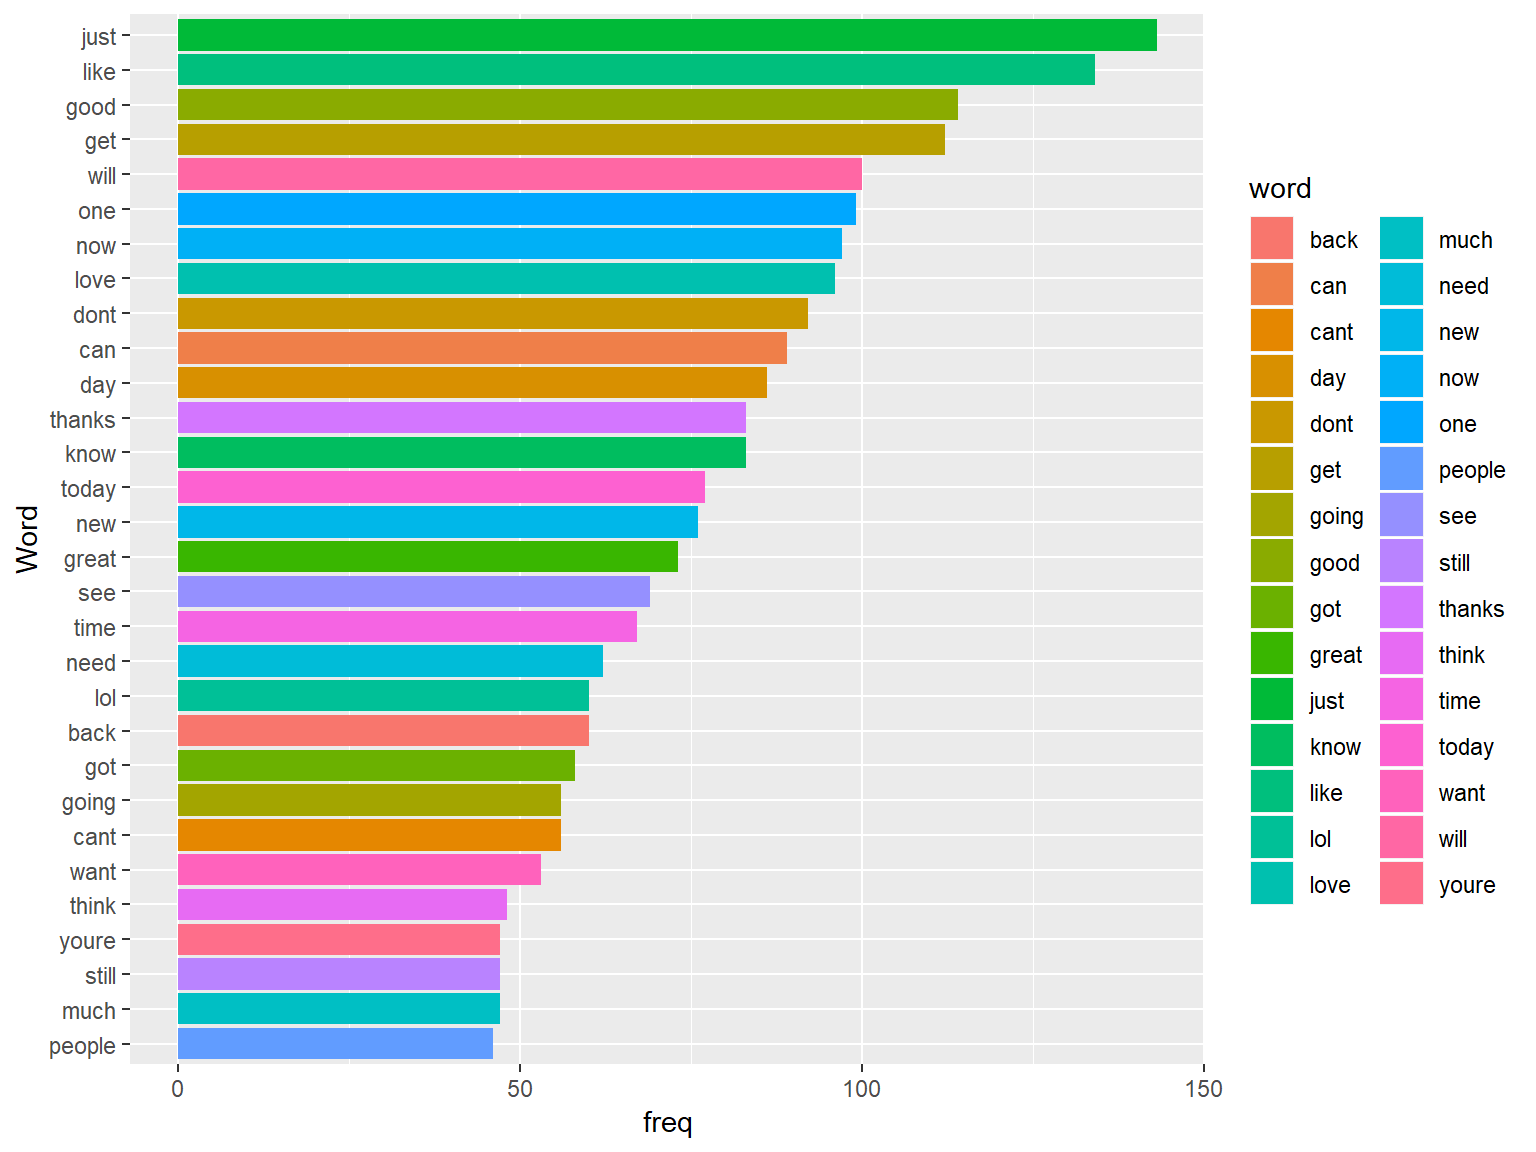 Word
just
like
good
get
will
one
now
love
dont
can
day
thanks
know
today
new
great
see
time
need
lol
back
got
going
cant
want
think
youre
still
much
people
0 50 100 150
freq
word
back much
can need
cant new
day now
dont one
get people
going see
good still
got thanks
great think
just time
know today
like want
lol will
love youre